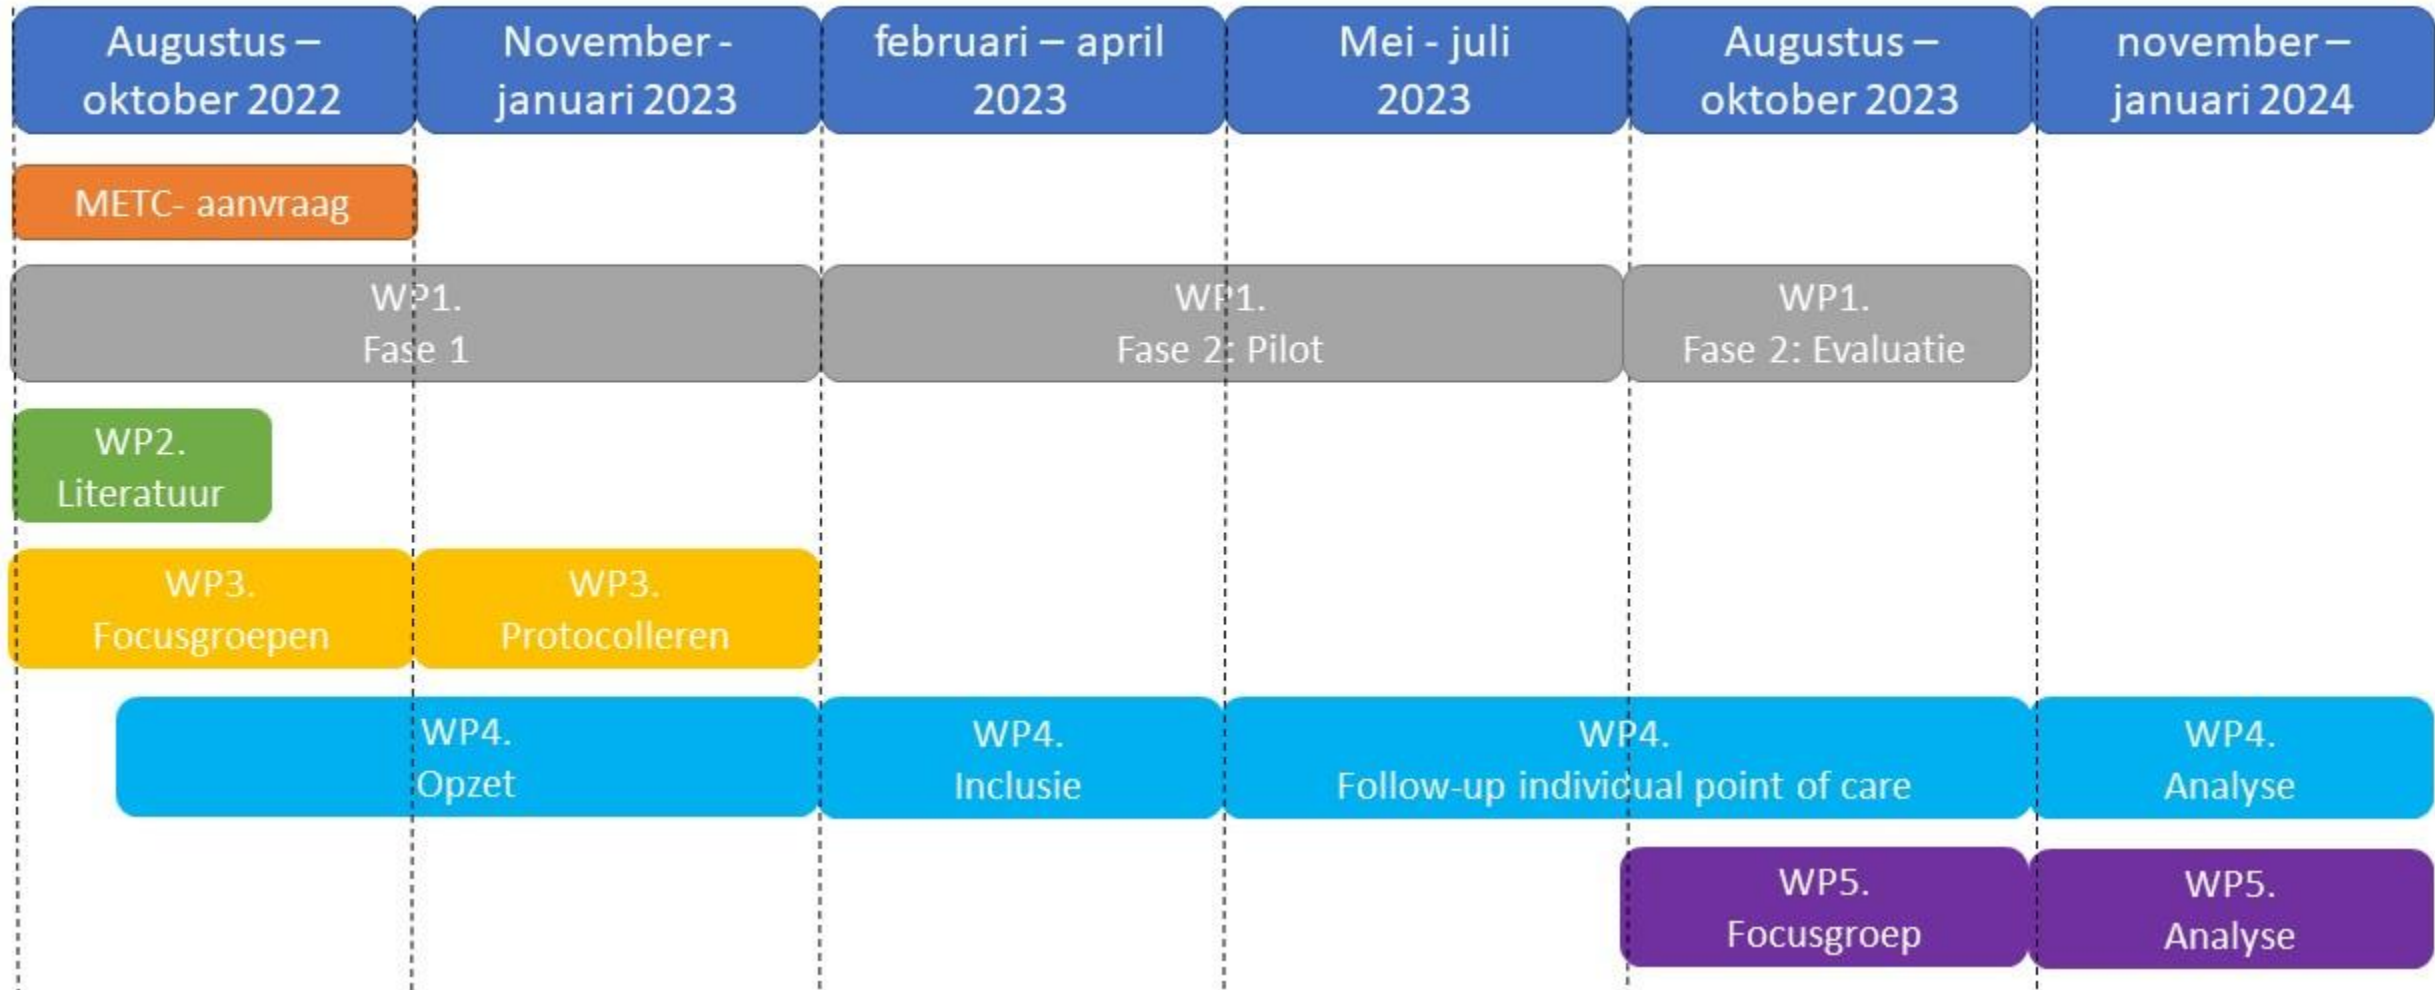 Augustus –
oktober 2022
November -
januari 2023
februari – april
2023
Mei - juli
2023
Augustus –
oktober 2023
november –
januari 2024
METC- aanvraag
WP1.
Fase 1
WP1.
Fase 2: Pilot
WP1.
Fase 2: Evaluatie
WP2.
Literatuur
WP3.
Focusgroepen
WP3.
Protocolleren
WP4.
Opzet
WP4.
Inclusie
WP4.
Follow-up individual point of care
WP4.
Analyse
WP5.
Focusgroep
WP5.
Analyse